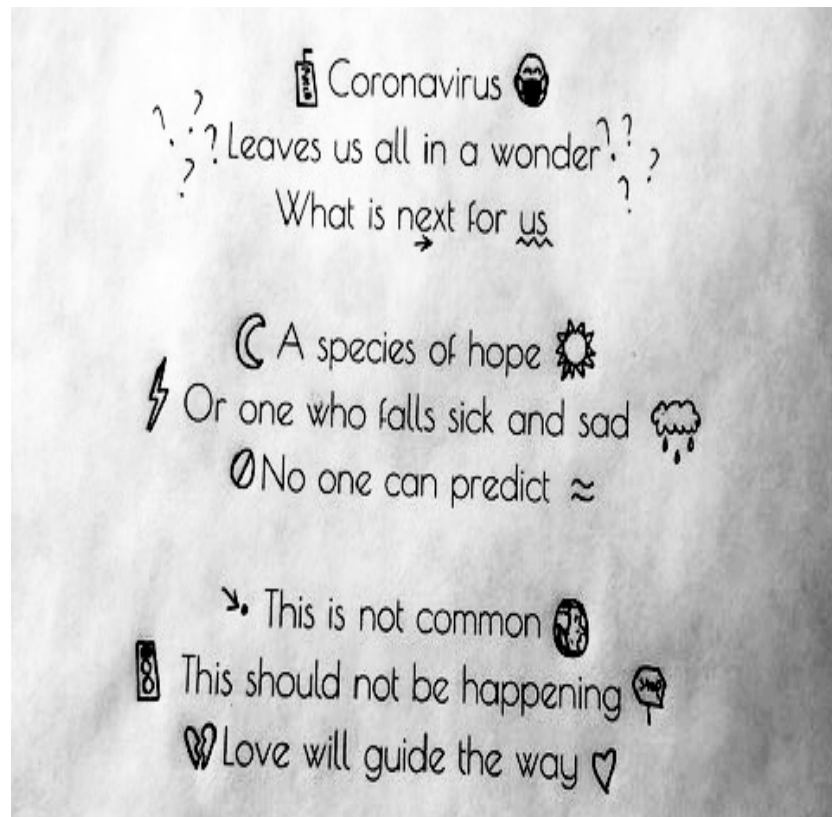 Coronavirus
? ? ? ? Leaves us all in a wonder ? ? ? ?
What is next for us
A species of hope
Or one who falls sick and sad
No one can predict ≈
This is not common
This should not be happening STOP
Love will guide the way